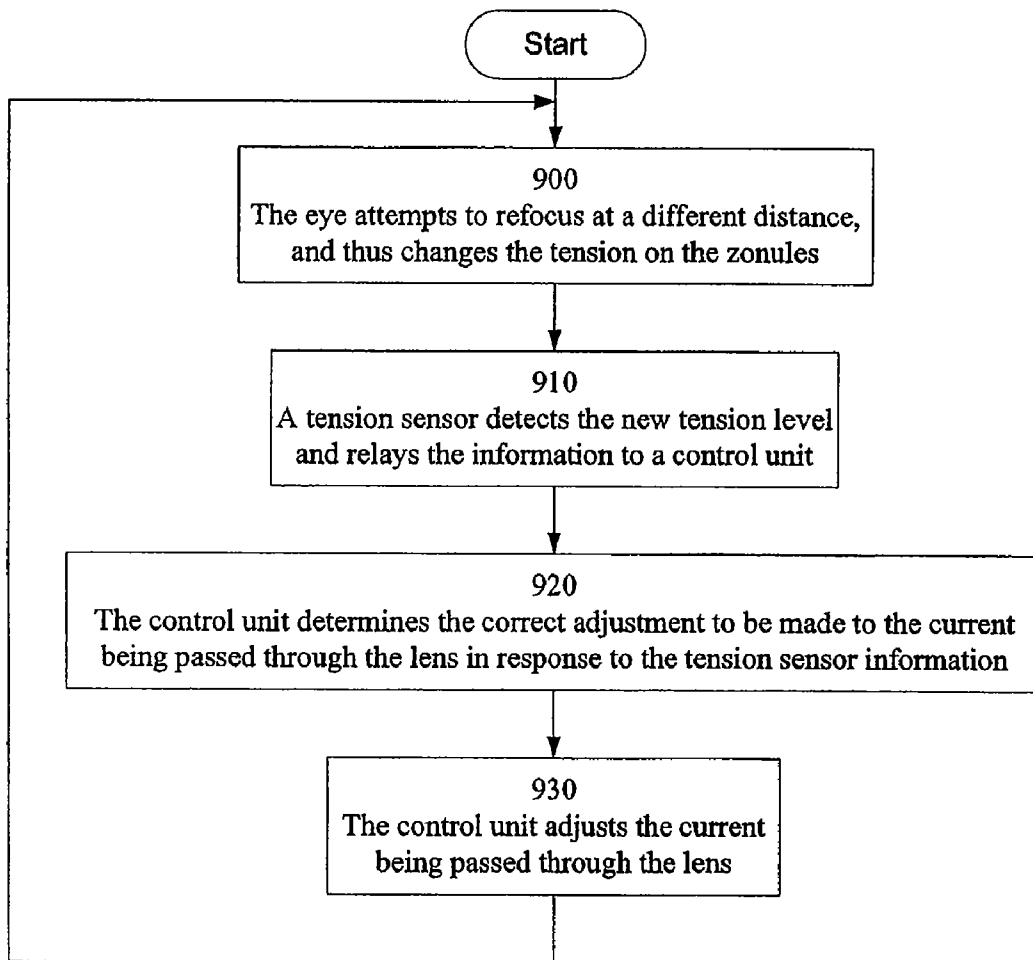 Start
900
The eye attempts to refocus at a different distance,
and thus changes the tension on the zonules
910
A tension sensor detects the new tension level
and relays the information to a control unit
920
The control unit determines the correct adjustment to be made to the current
being passed through the lens in response to the tension sensor information
930
The control unit adjusts the current
being passed through the lens